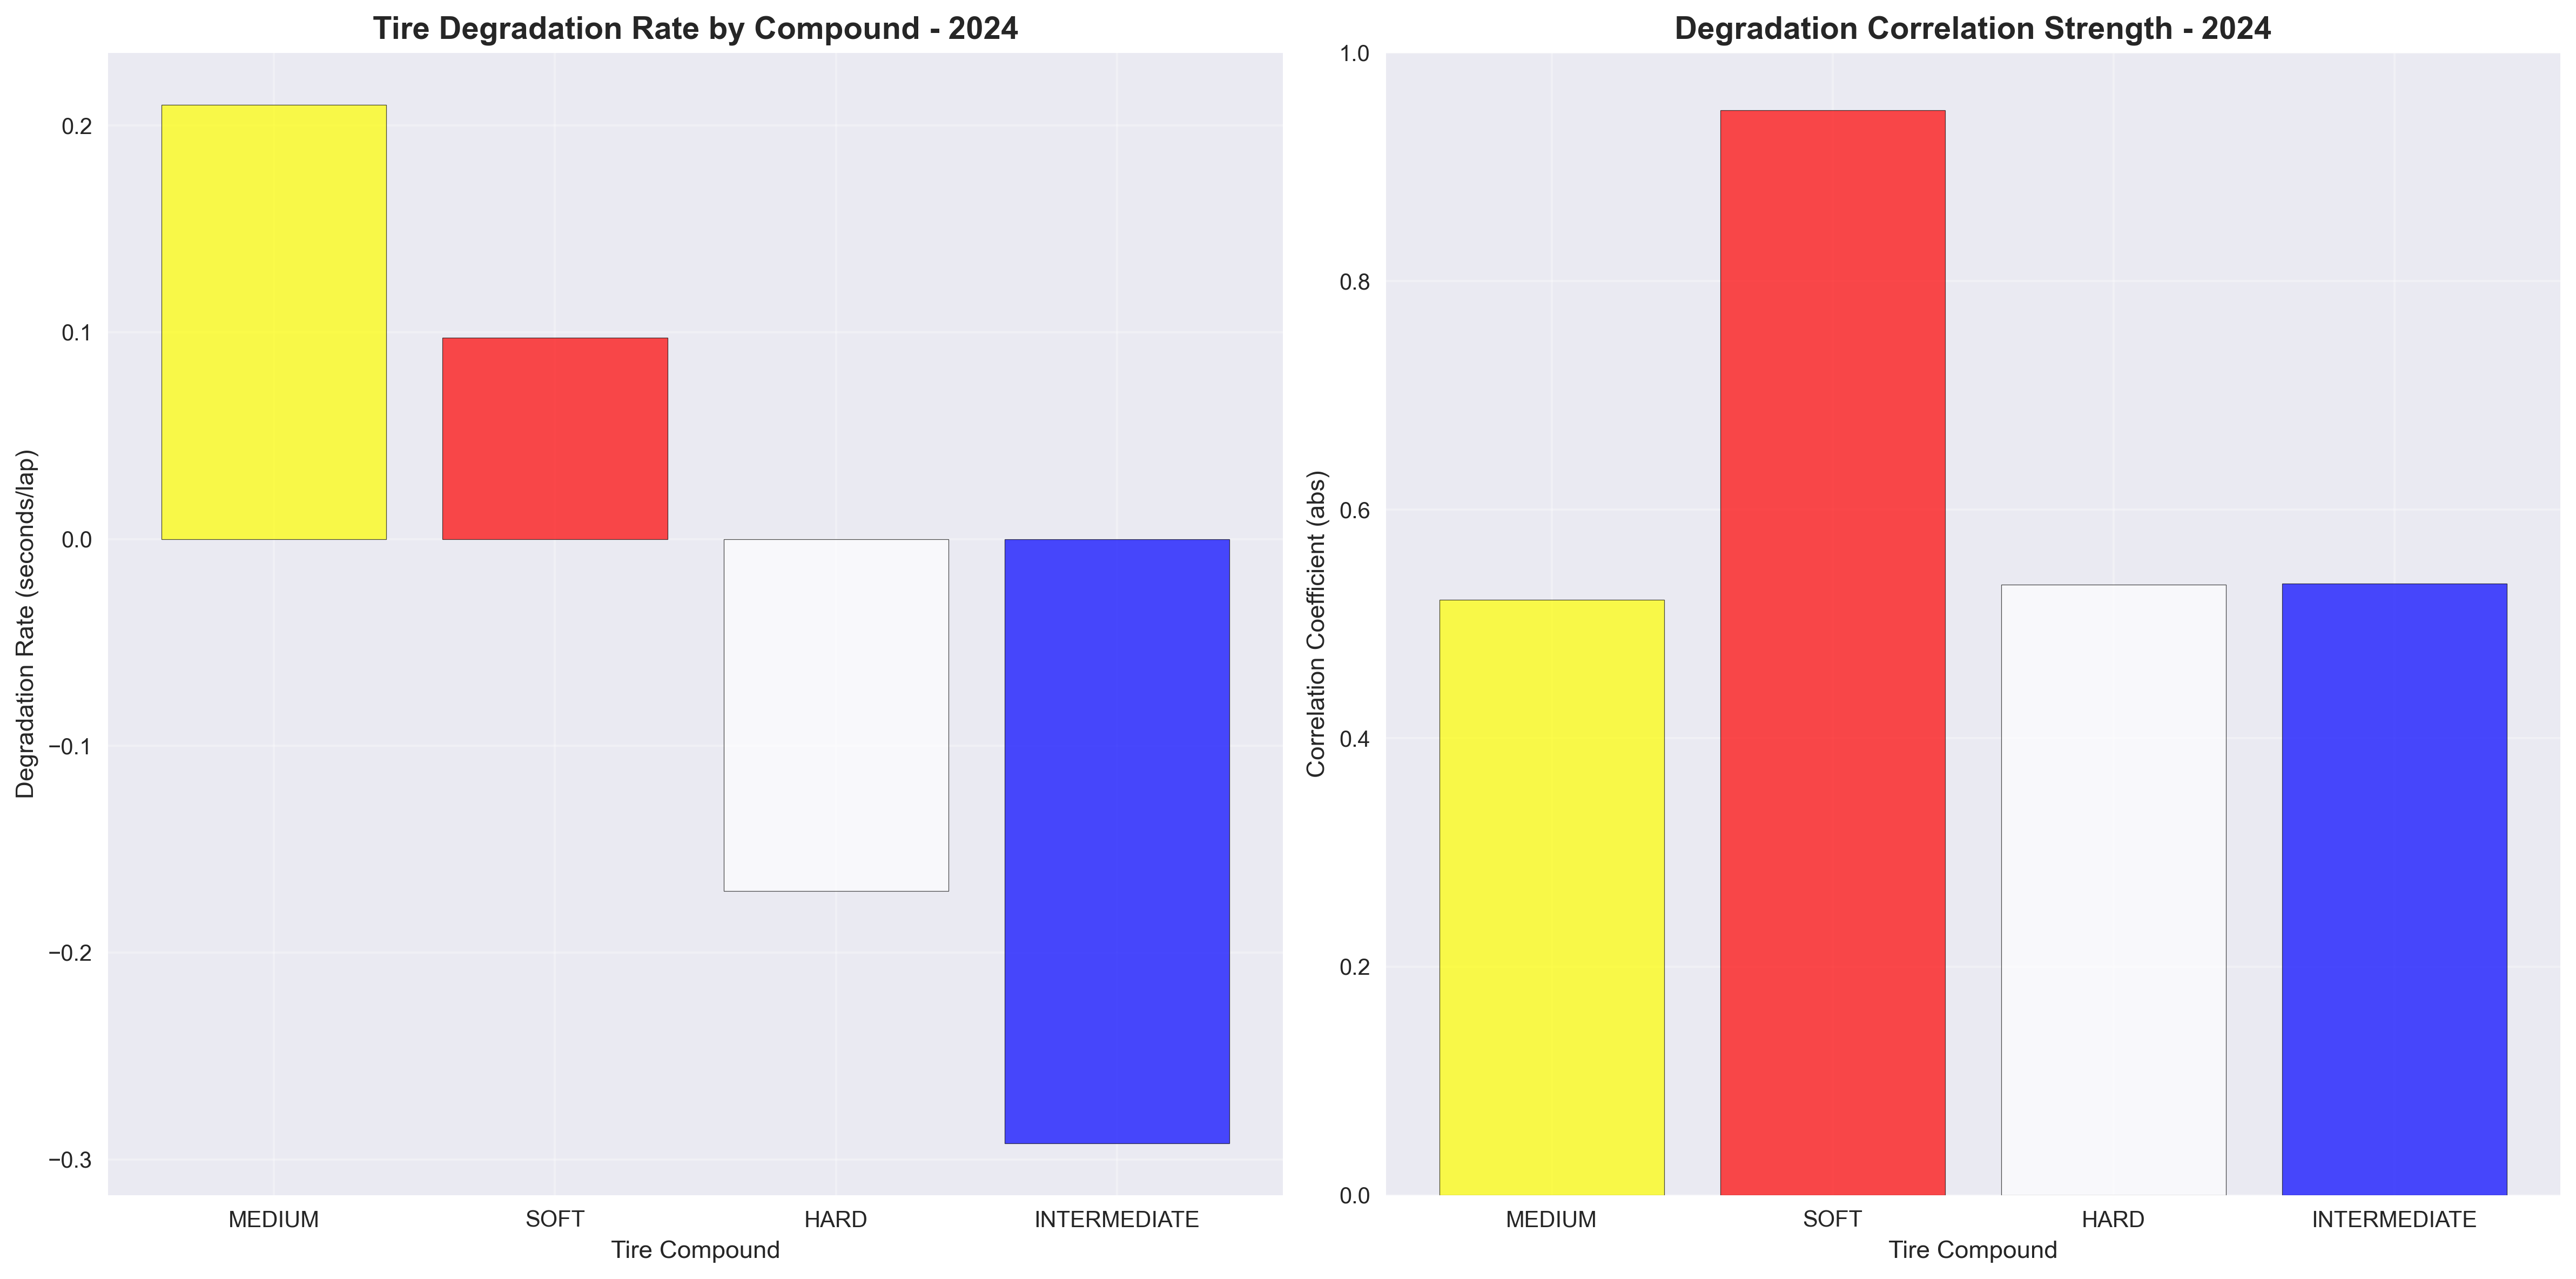 Tire Degradation Rate by Compound - 2024
Degradation Rate (seconds/lap)
0.2
0.1
0.0
−0.1
−0.2
−0.3
MEDIUM
SOFT
HARD
INTERMEDIATE
Tire Compound
Degradation Correlation Strength - 2024
Correlation Coefficient (abs)
1.0
0.8
0.6
0.4
0.2
0.0
MEDIUM
SOFT
HARD
INTERMEDIATE
Tire Compound